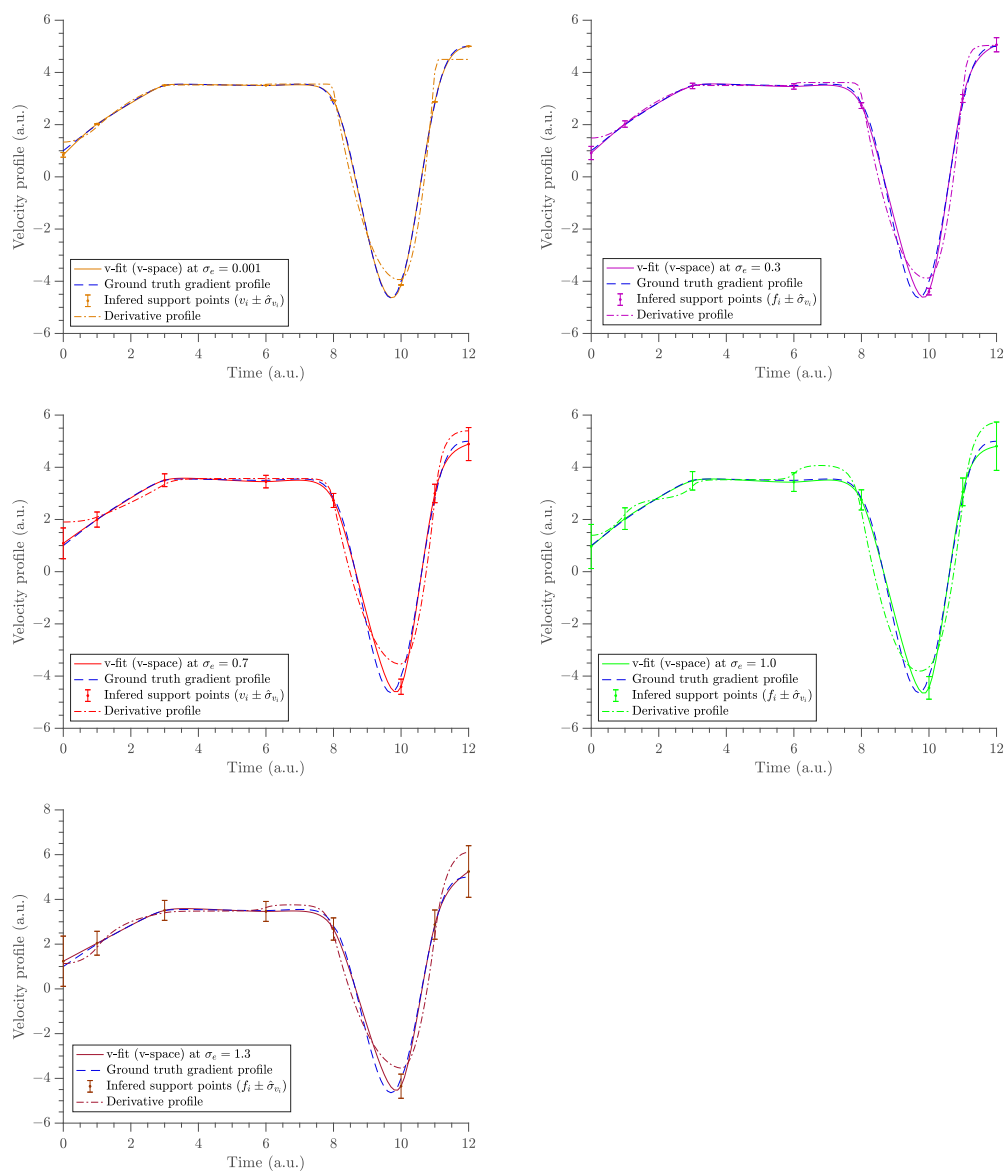 6
4
2
0
−2
−4
−6
Velocity profile (a.u.)
v-fit (v-space) at σₑ = 0.001
Ground truth gradient profile
Infered support points (vᵢ ± σ̂ᵥᵢ)
Derivative profile
0 2 4 6 8 10 12
Time (a.u.)
6
4
2
0
−2
−4
−6
Velocity profile (a.u.)
v-fit (v-space) at σₑ = 0.3
Ground truth gradient profile
Infered support points (fᵢ ± σ̂ᵥᵢ)
Derivative profile
0 2 4 6 8 10 12
Time (a.u.)
6
4
2
0
−2
−4
−6
Velocity profile (a.u.)
v-fit (v-space) at σₑ = 0.7
Ground truth gradient profile
Infered support points (vᵢ ± σ̂ᵥᵢ)
Derivative profile
0 2 4 6 8 10 12
Time (a.u.)
6
4
2
0
−2
−4
−6
Velocity profile (a.u.)
v-fit (v-space) at σₑ = 1.0
Ground truth gradient profile
Infered support points (fᵢ ± σ̂ᵥᵢ)
Derivative profile
0 2 4 6 8 10 12
Time (a.u.)
8
6
4
2
0
−2
−4
−6
Velocity profile (a.u.)
v-fit (v-space) at σₑ = 1.3
Ground truth gradient profile
Infered support points (fᵢ ± σ̂ᵥᵢ)
Derivative profile
0 2 4 6 8 10 12
Time (a.u.)